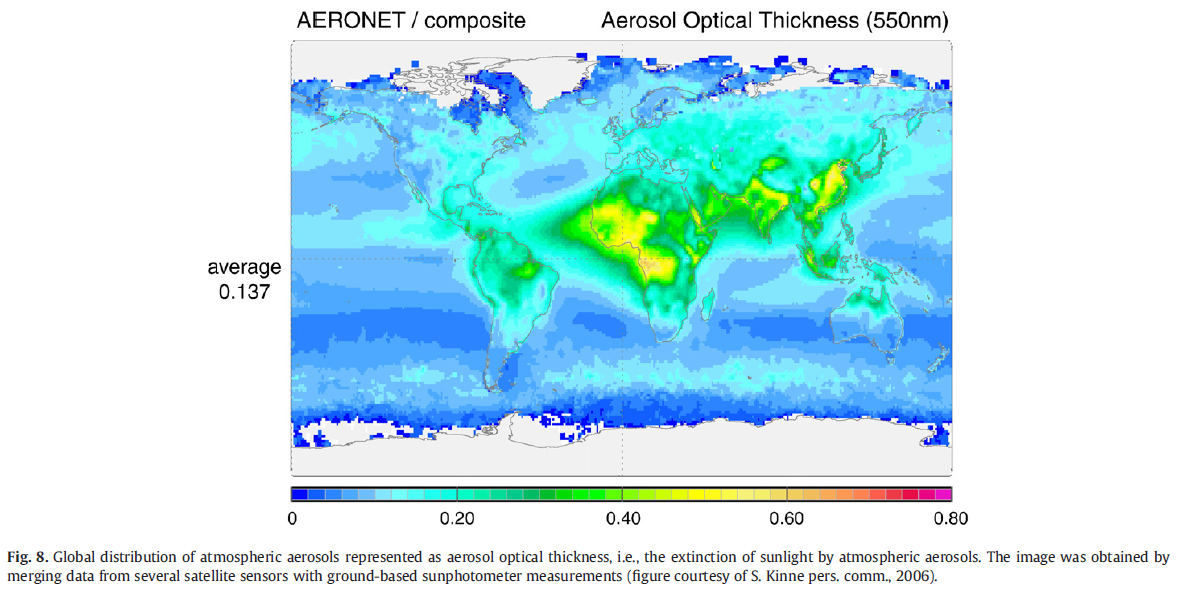 AERONET / composite
Aerosol Optical Thickness (550nm)
average
0.137
0
0.20
0.40
0.60
0.80
Fig. 8. Global distribution of atmospheric aerosols represented as aerosol optical thickness, i.e., the extinction of sunlight by atmospheric aerosols. The image was obtained by
merging data from several satellite sensors with ground-based sunphotometer measurements (figure courtesy of S. Kinne pers. comm., 2006).